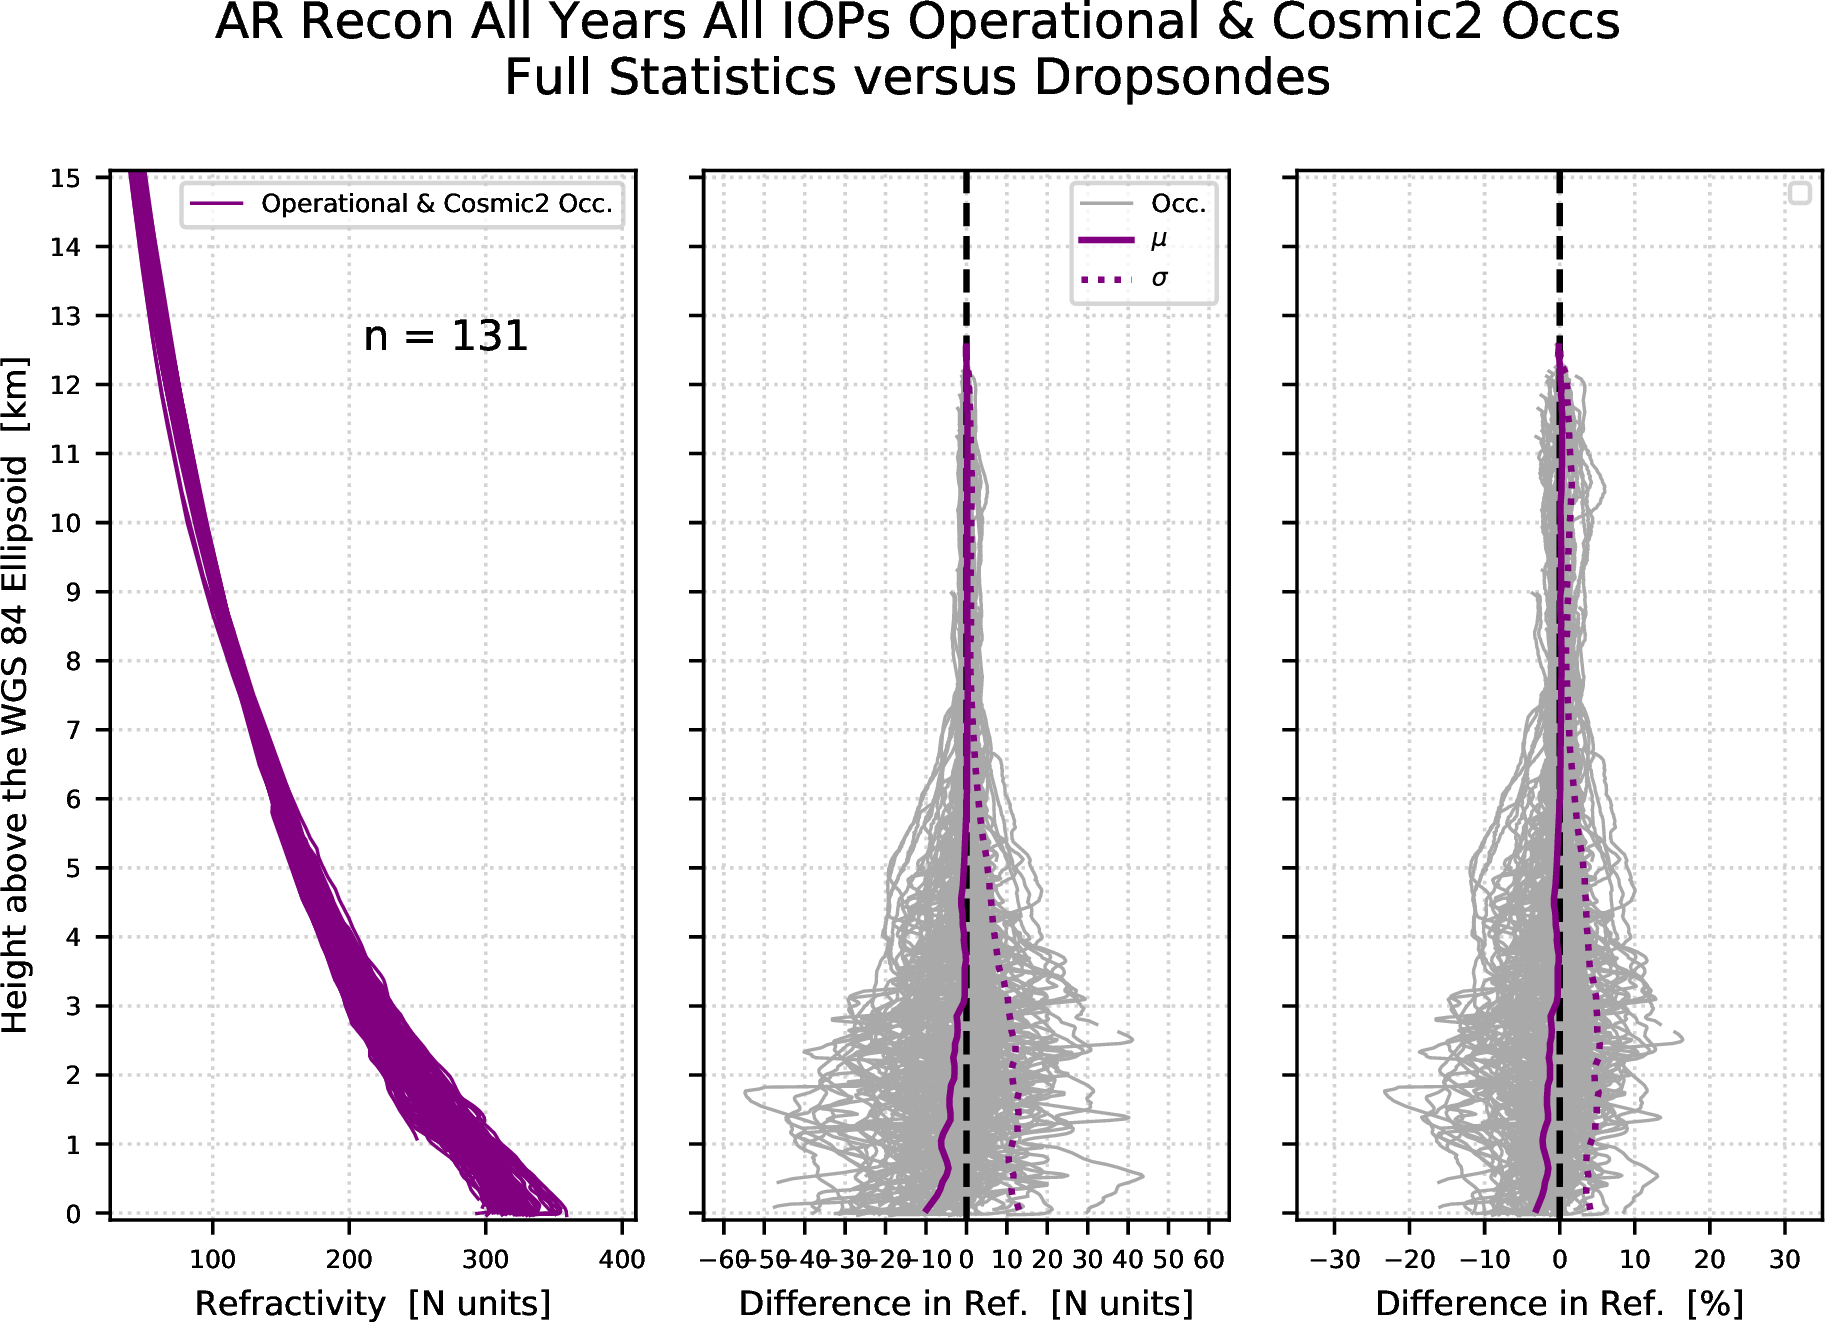 AR Recon All Years All IOPs Operational & Cosmic2 Occs
Full Statistics versus Dropsondes
Height above the WGS 84 Ellipsoid [km]
15
14
13
12
11
10
9
8
7
6
5
4
3
2
1
0
Operational & Cosmic2 Occ.
n = 131
100 200 300 400
Refractivity [N units]
Occ.
μ
σ
−60 −50 −40 −30 −20 −10 0 10 20 30 40 50 60
Difference in Ref. [N units]
−30 −20 −10 0 10 20 30
Difference in Ref. [%]